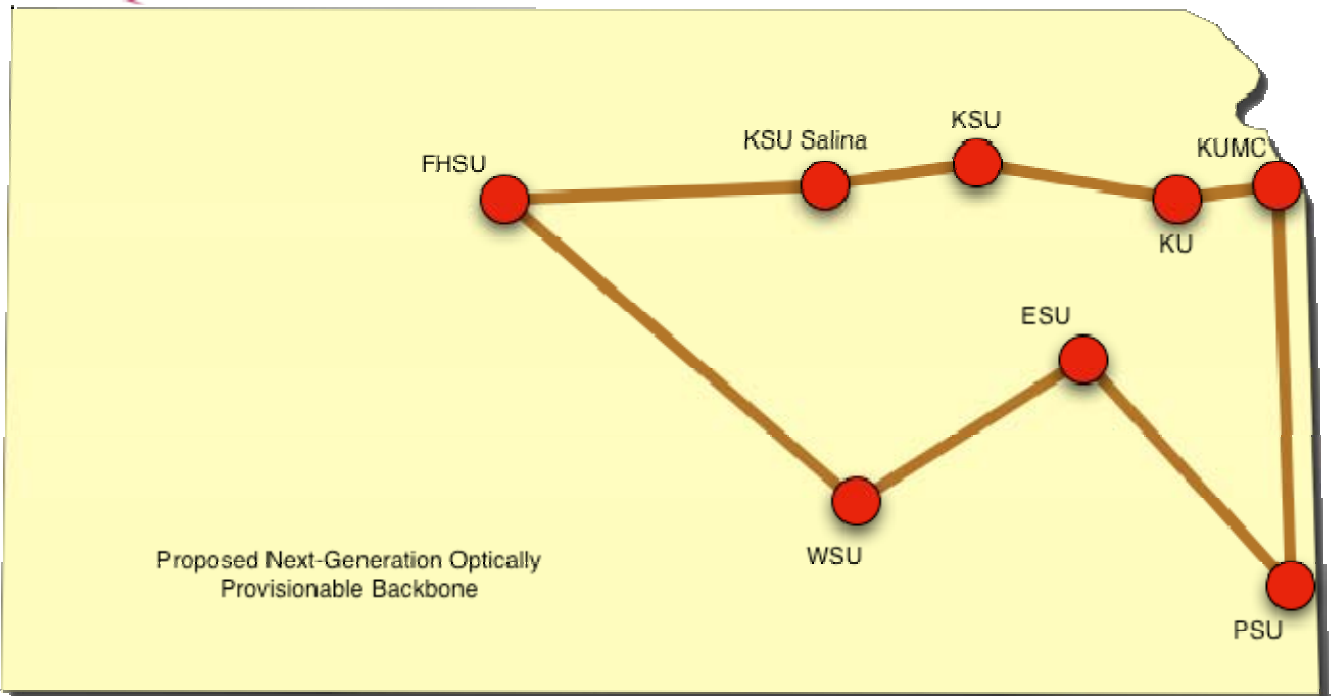 KSU
KSU Salina
KUMC
FHSU
KU
ESU
WSU
Proposed Next-Generation Optically
Provisionable Backbone
PSU